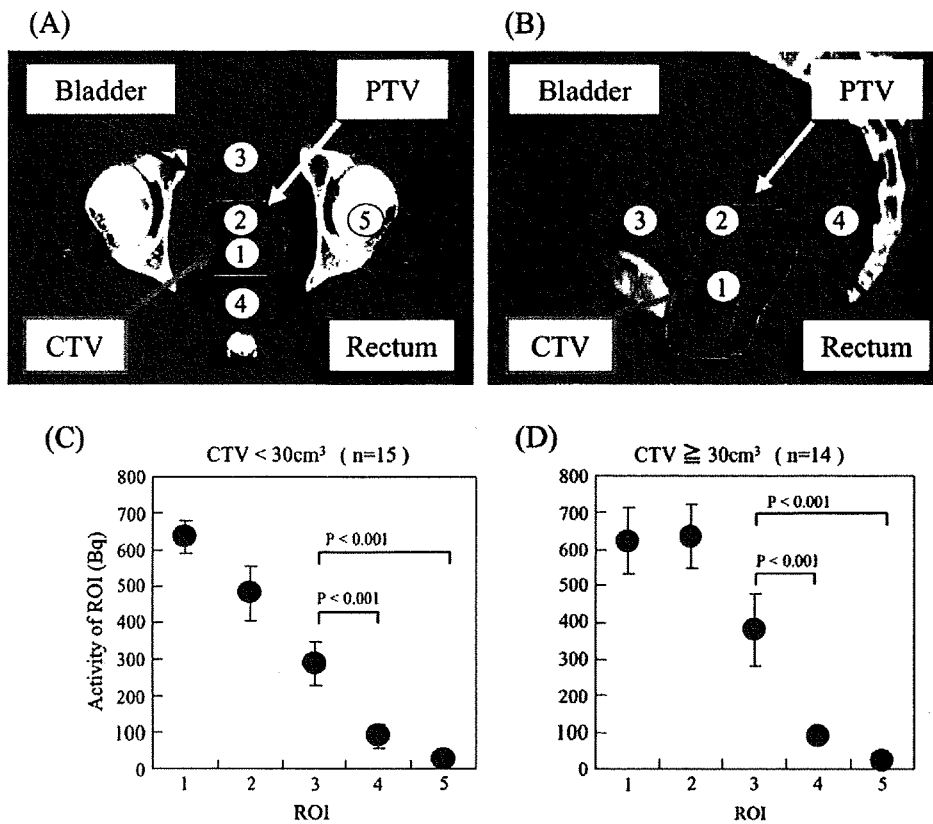 (A)
Bladder
PTV
3
2
1
5
4
CTV
Rectum
(B)
Bladder
PTV
3
2
4
1
CTV
Rectum
(C)
CTV < 30cm³ ( n=15 )
Activity of ROI (Bq)
800
700
600
500
400
300
200
100
0
P < 0.001
P < 0.001
1 2 3 4 5
ROI
(D)
CTV ≧ 30cm³ ( n=14 )
800
700
600
500
400
300
200
100
0
P < 0.001
P < 0.001
1 2 3 4 5
ROI